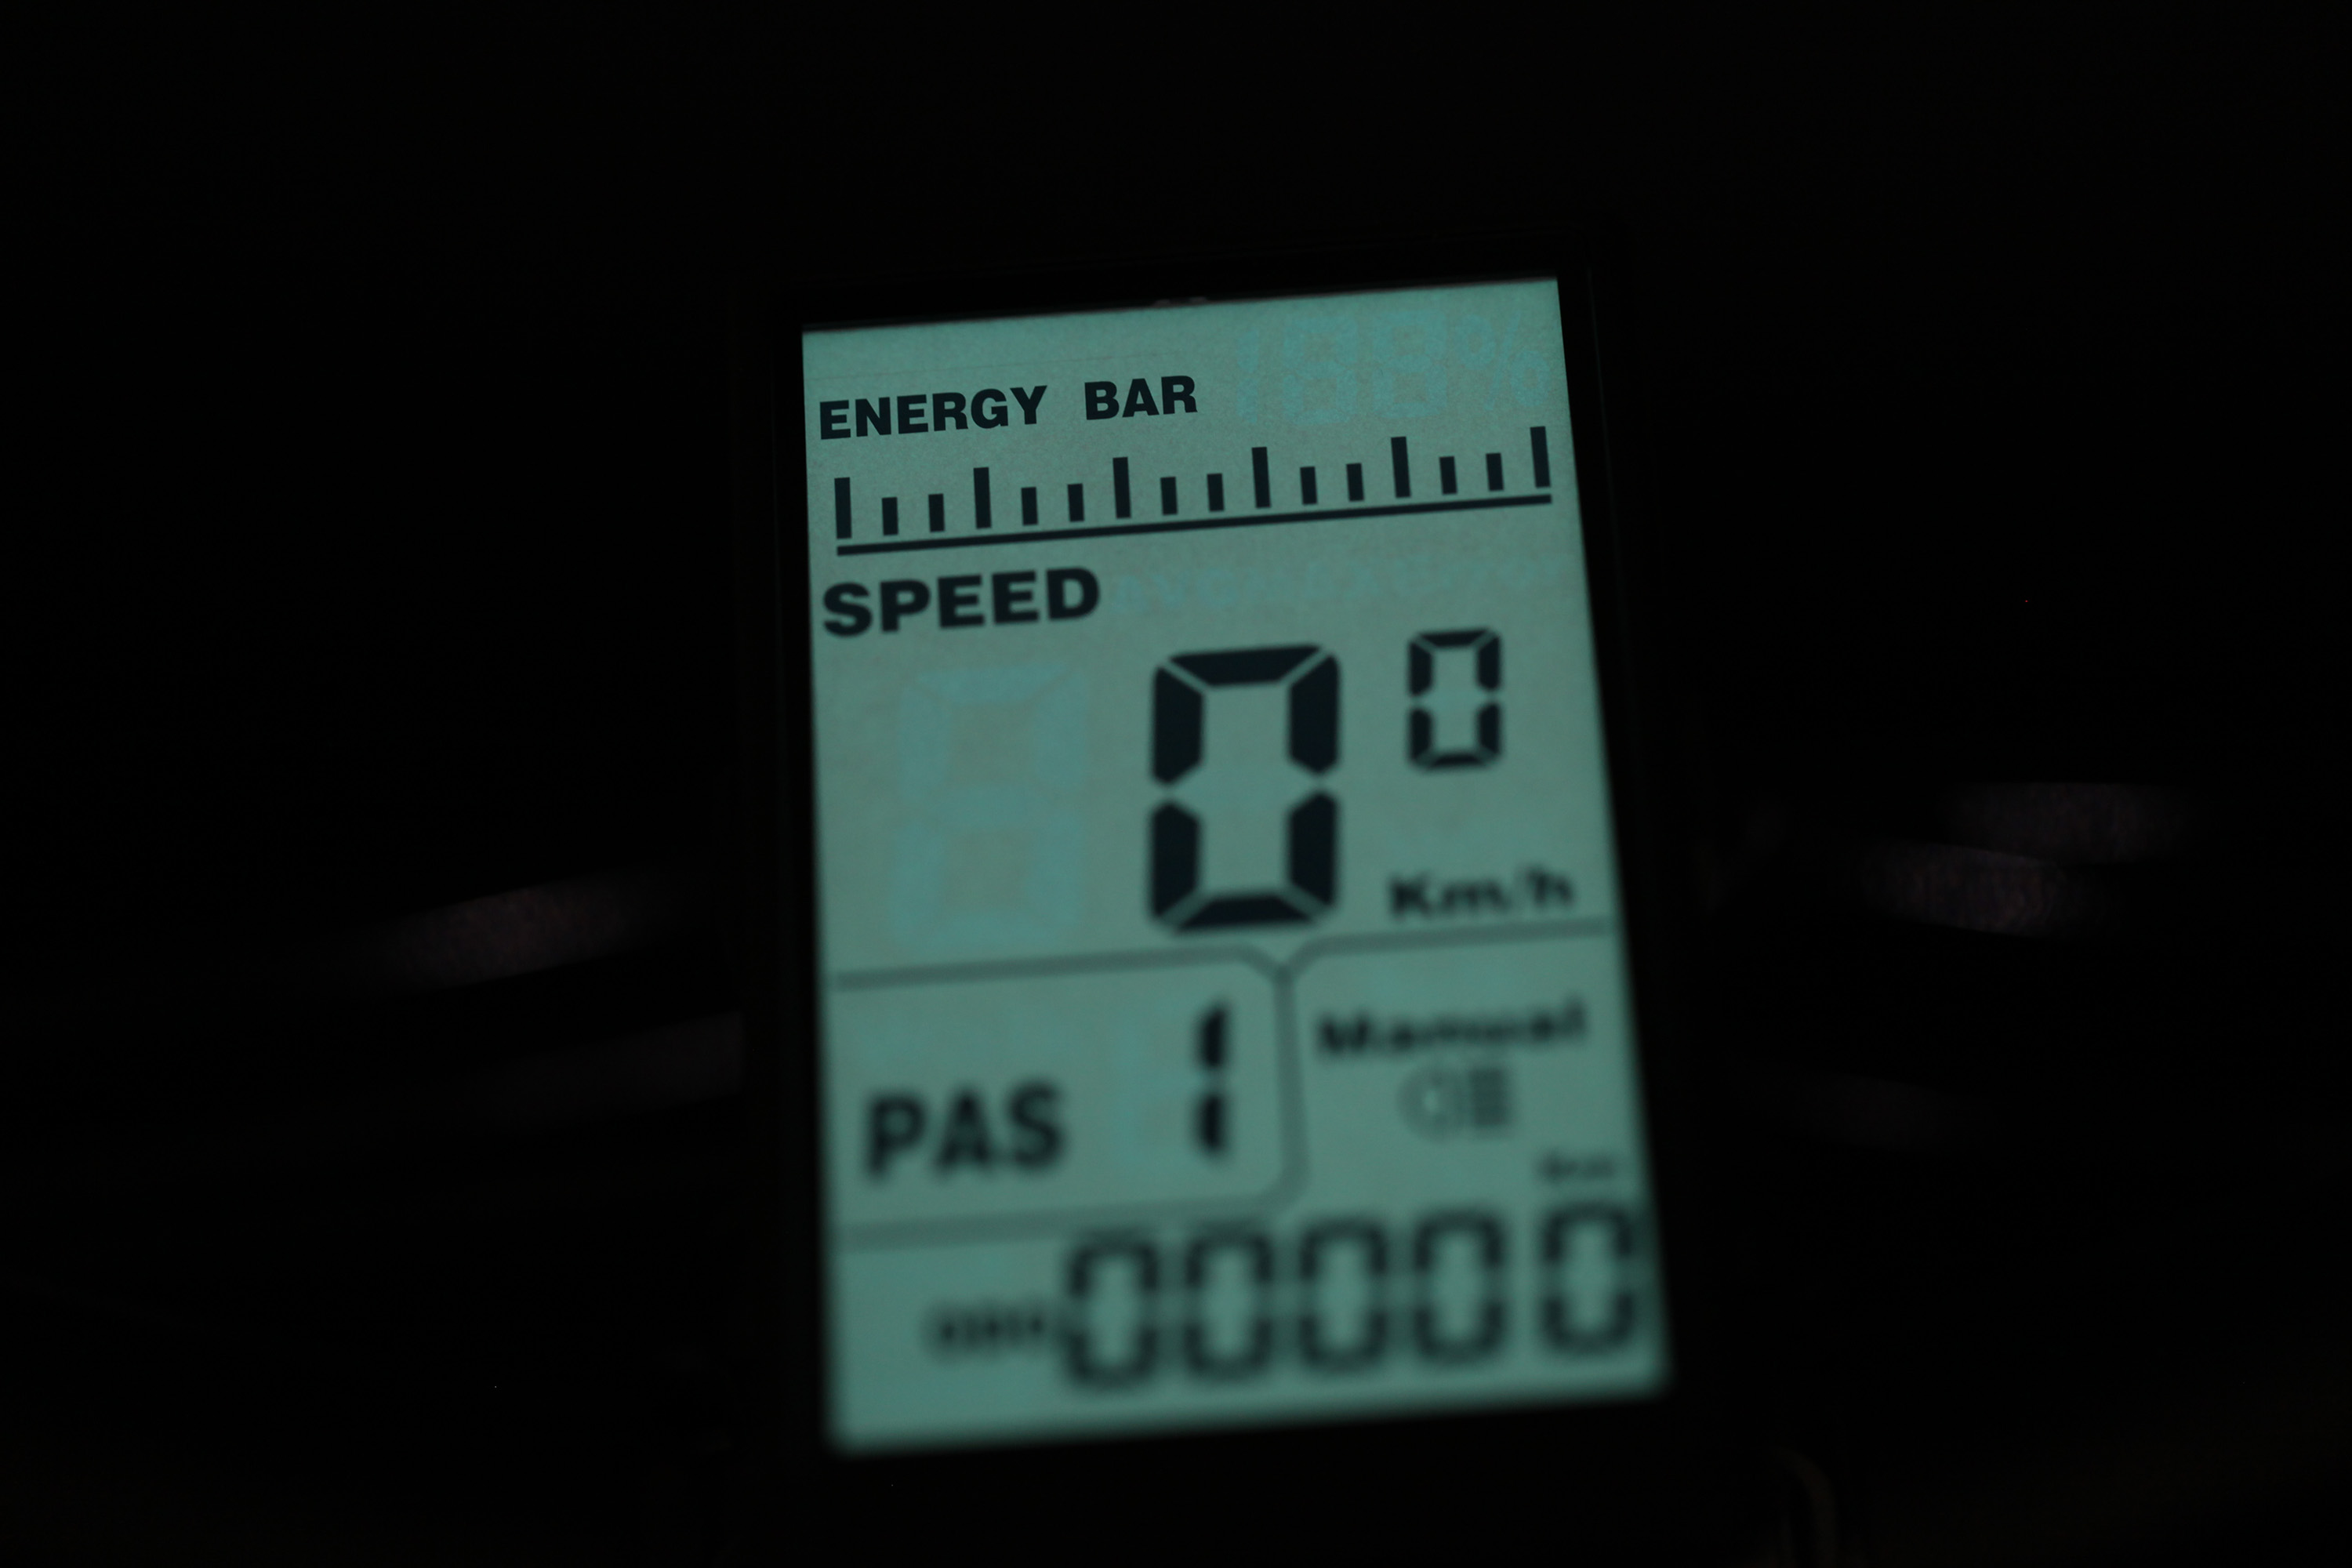 ENERGY BAR
SPEED
0 0
Km/h
Manual
PAS 1
00000